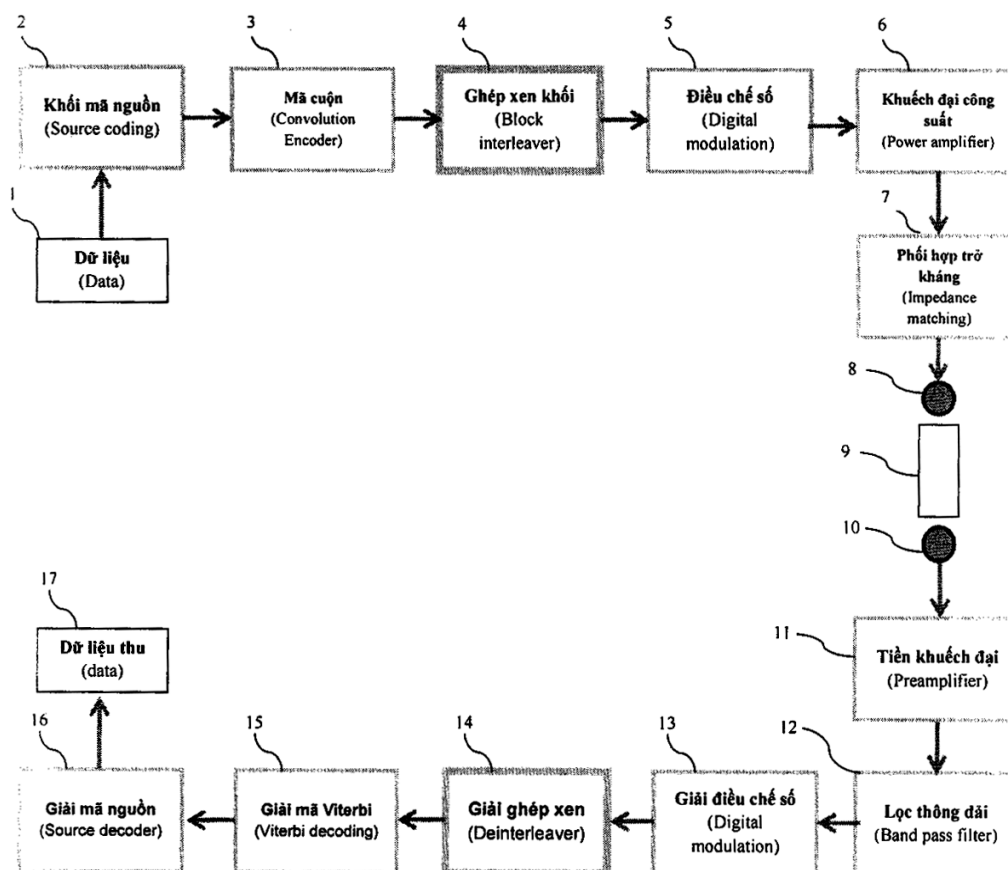 2
3
4
5
6
Khối mã nguồn
(Source coding)
Mã cuộn
(Convolution
Encoder)
Ghép xen khối
(Block
interleaver)
Điều chế số
(Digital
modulation)
Khuếch đại công
suất
(Power amplifier)
1
Dữ liệu
(Data)
7
Phối hợp trở
kháng
(Impedance
matching)
8
9
10
11
Tiền khuếch đại
(Preamplifier)
12
Lọc thông dải
(Band pass filter)
13
Giải điều chế số
(Digital
modulation)
14
Giải ghép xen
(Deinterleaver)
15
Giải mã Viterbi
(Viterbi decoding)
16
Giải mã nguồn
(Source decoder)
17
Dữ liệu thu
(data)